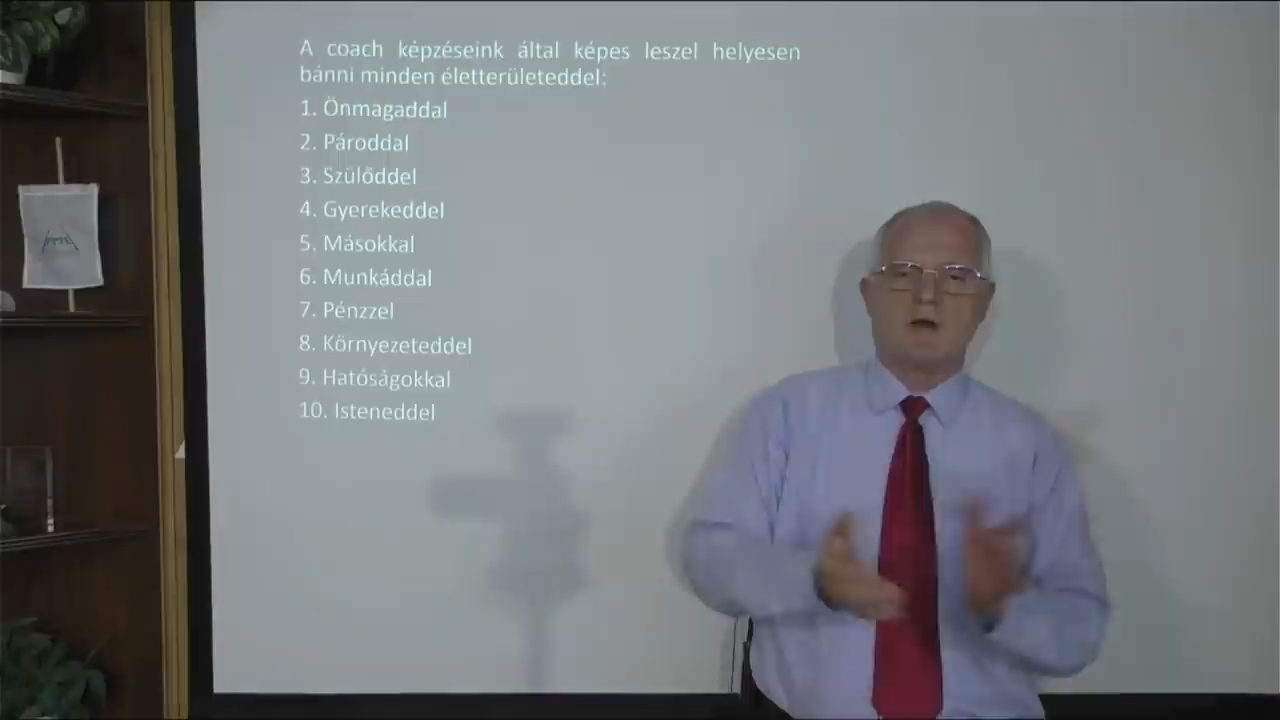 A coach képzéseink által képes leszel helyesen
bánni minden életterületeddel:
1. Önmagaddal
2. Pároddal
3. Szülőddel
4. Gyerekeddel
5. Másokkal
6. Munkáddal
7. Pénzzel
8. Környezeteddel
9. Hatóságokkal
10. Isteneddel